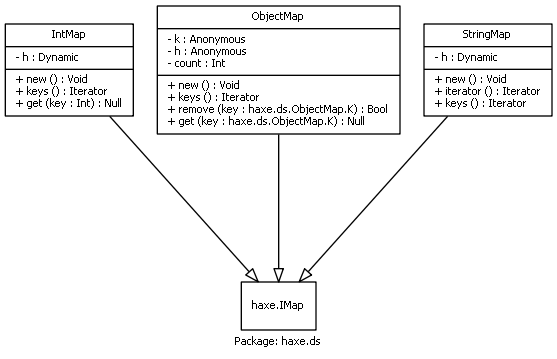 IntMap
- h : Dynamic
+ new () : Void
+ keys () : Iterator
+ get (key : Int) : Null
ObjectMap
- k : Anonymous
- h : Anonymous
- count : Int
+ new () : Void
+ keys () : Iterator
+ remove (key : haxe.ds.ObjectMap.K) : Bool
+ get (key : haxe.ds.ObjectMap.K) : Null
StringMap
- h : Dynamic
+ new () : Void
+ iterator () : Iterator
+ keys () : Iterator
haxe.IMap
Package: haxe.ds